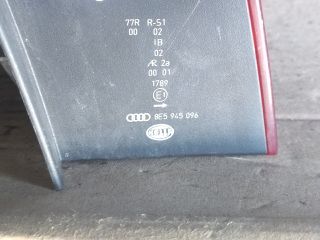 77R R-S1
00 02
IB
02
AR 2a
00 01
1789
E1
8E5 945 096
HELLA